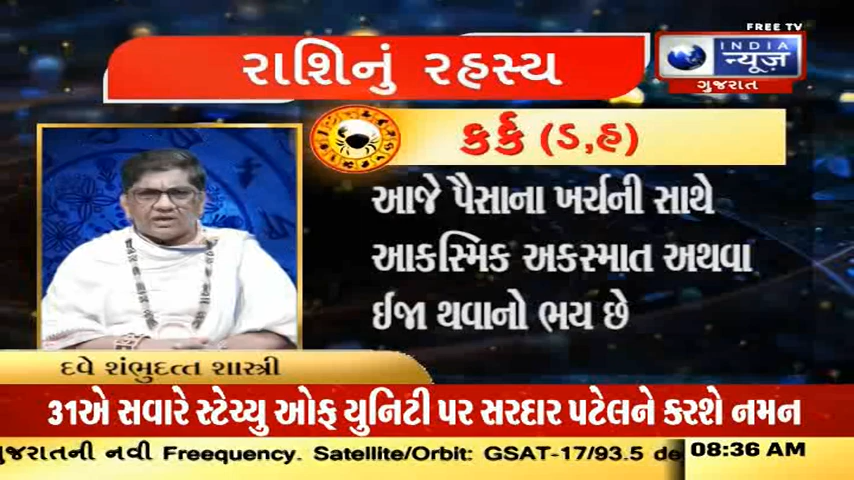 FREE TV
રાશિનું રહસ્ય
INDIA
ન્યૂઝ
ગુજરાત
કર્ક (ડ,હ)
આજે પૈસાના ખર્ચની સાથે
આકસ્મિક અકસ્માત અથવા
ઈજા થવાનો ભય છે
દવે શંભુદત્ત શાસ્ત્રી
31એ સવારે સ્ટેચ્યુ ઓફ યુનિટી પર સરદાર પટેલને કરશે નમન
ગુજરાતની નવી Freequency. Satellite/Orbit: GSAT-17/93.5 de
08:36 AM